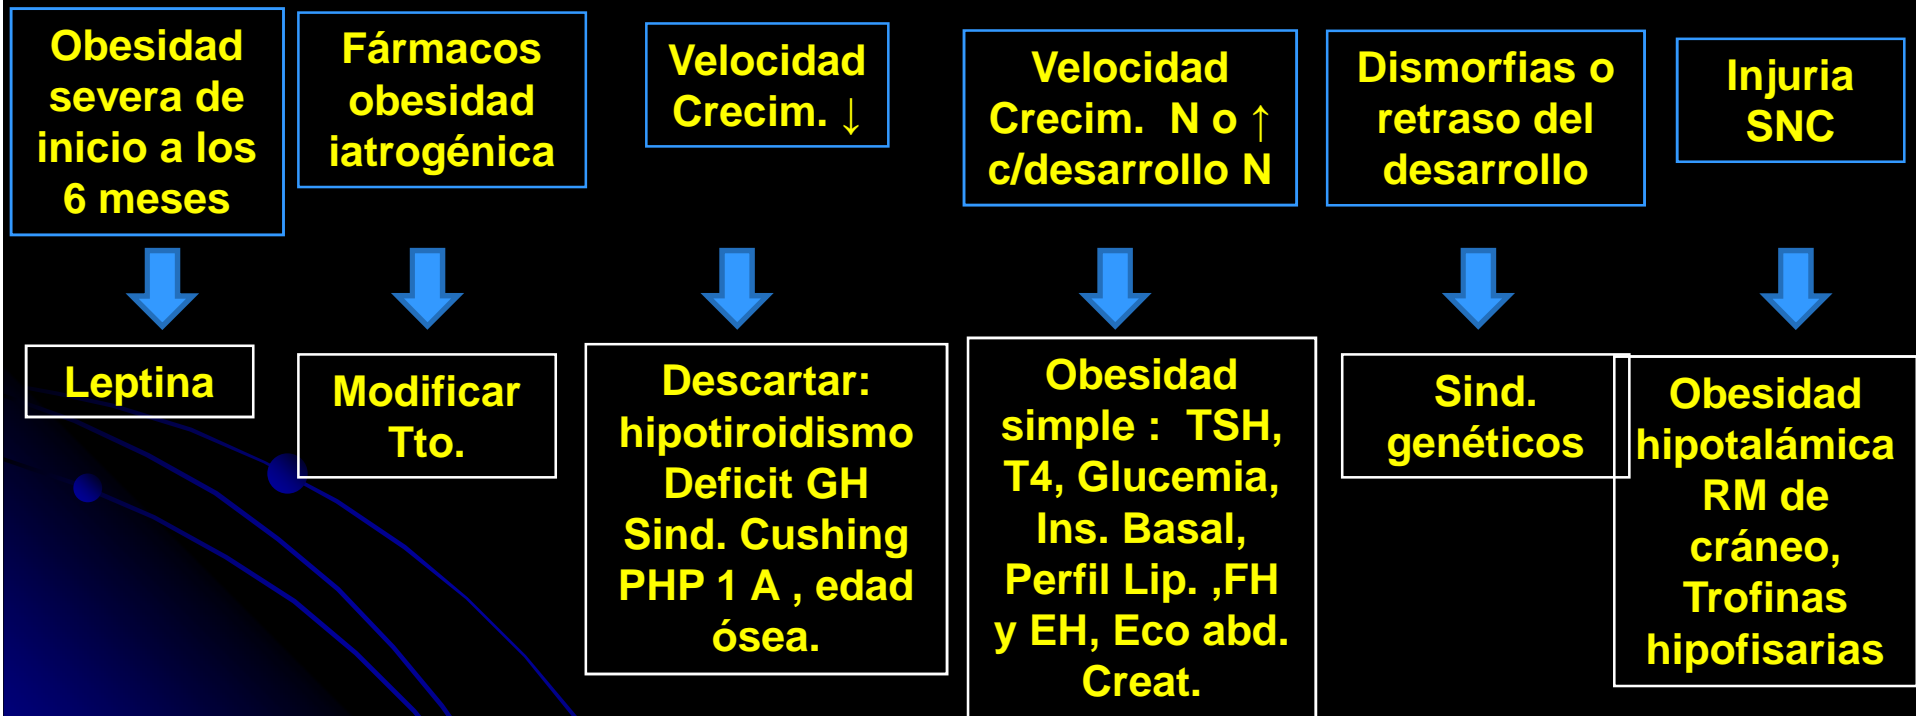 Obesidad
severa de
inicio a los
6 meses
Fármacos
obesidad
iatrogénica
Velocidad
Crecim. ↓
Velocidad
Crecim. N o ↑
c/desarrollo N
Dismorfias o
retraso del
desarrollo
Injuria
SNC
Leptina
Modificar
Tto.
Descartar:
hipotiroidismo
Deficit GH
Sind. Cushing
PHP 1 A , edad
ósea.
Obesidad
simple : TSH,
T4, Glucemia,
Ins. Basal,
Perfil Lip. ,FH
y EH, Eco abd.
Creat.
Sind.
genéticos
Obesidad
hipotalámica
RM de
cráneo,
Trofinas
hipofisarias